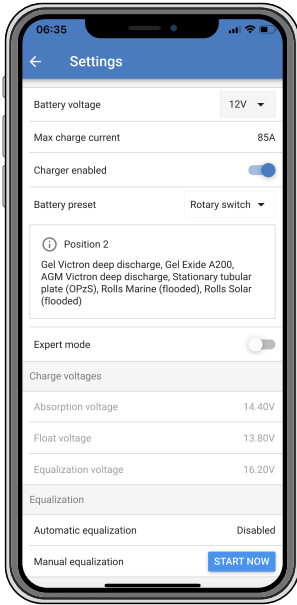 06:35
Settings
Battery voltage 12V
Max charge current 85A
Charger enabled
Battery preset Rotary switch
Position 2
Gel Victron deep discharge, Gel Exide A200,
AGM Victron deep discharge, Stationary tubular
plate (OPzS), Rolls Marine (flooded), Rolls Solar
(flooded)
Expert mode
Charge voltages
Absorption voltage 14.40V
Float voltage 13.80V
Equalization voltage 16.20V
Equalization
Automatic equalization Disabled
Manual equalization START NOW